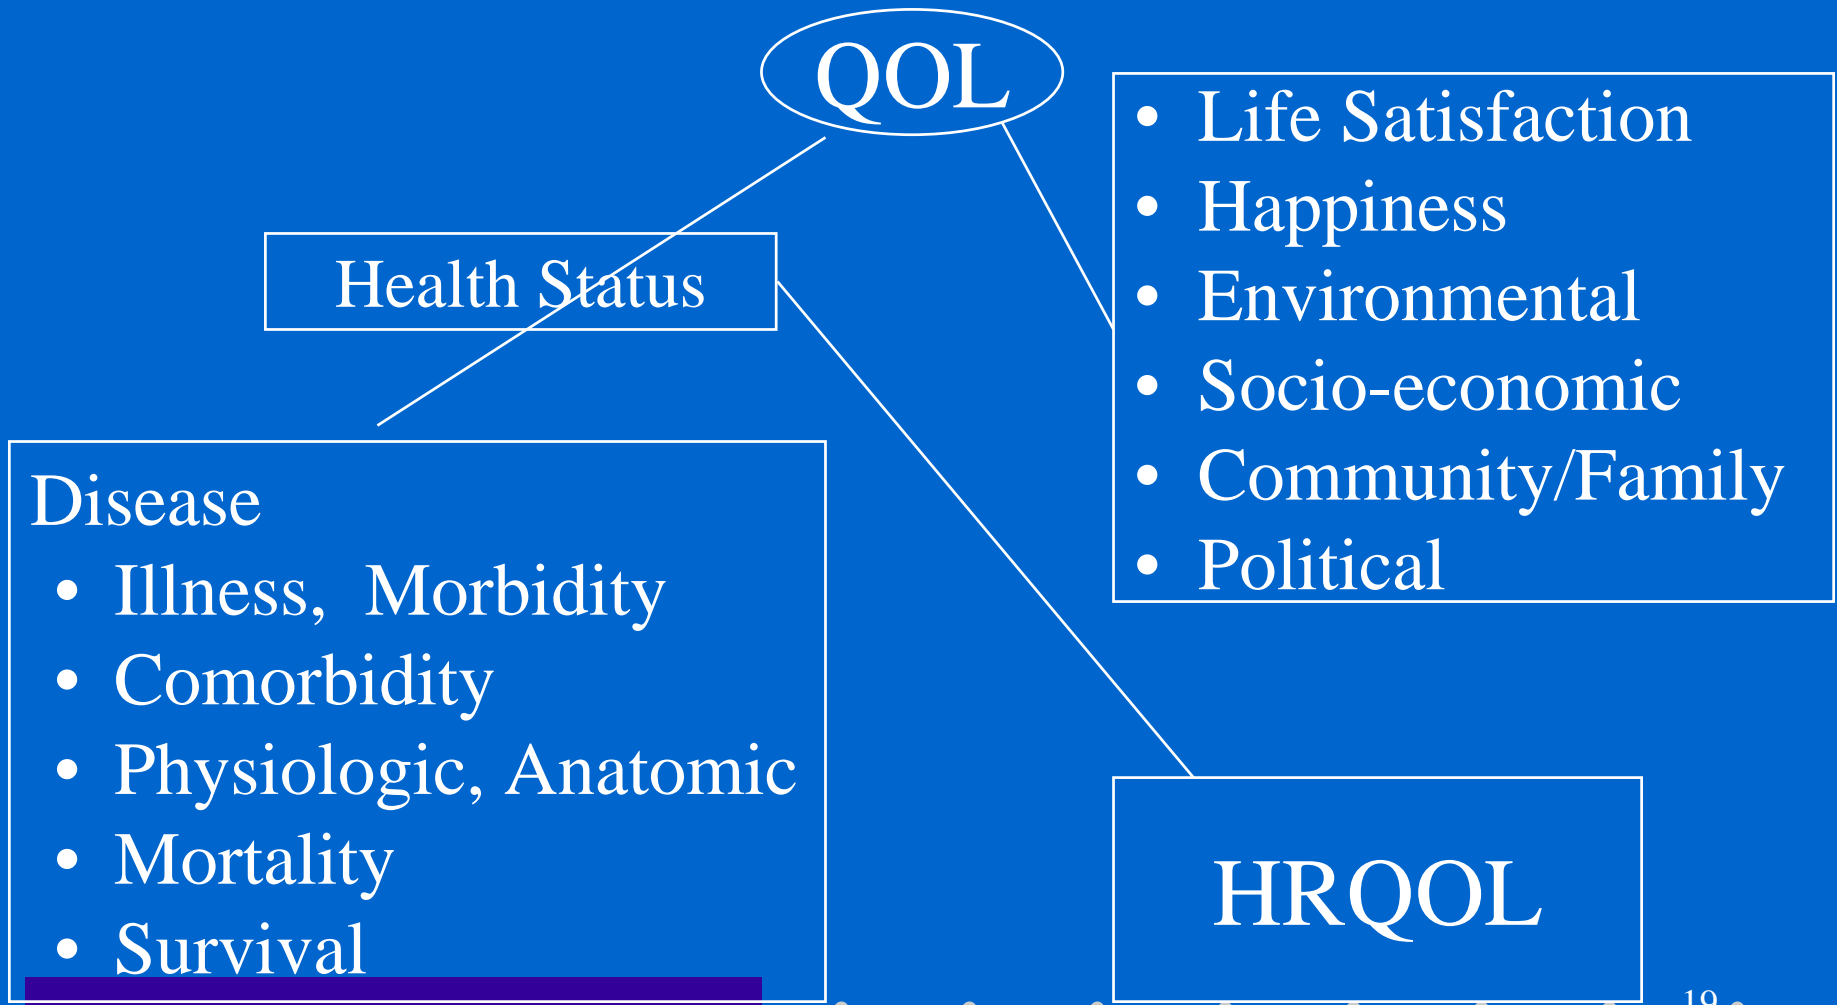 QOL
• Life Satisfaction
• Happiness
• Environmental
• Socio-economic
• Community/Family
• Political
Health Status
Disease
• Illness, Morbidity
• Comorbidity
• Physiologic, Anatomic
• Mortality
• Survival
HRQOL
19